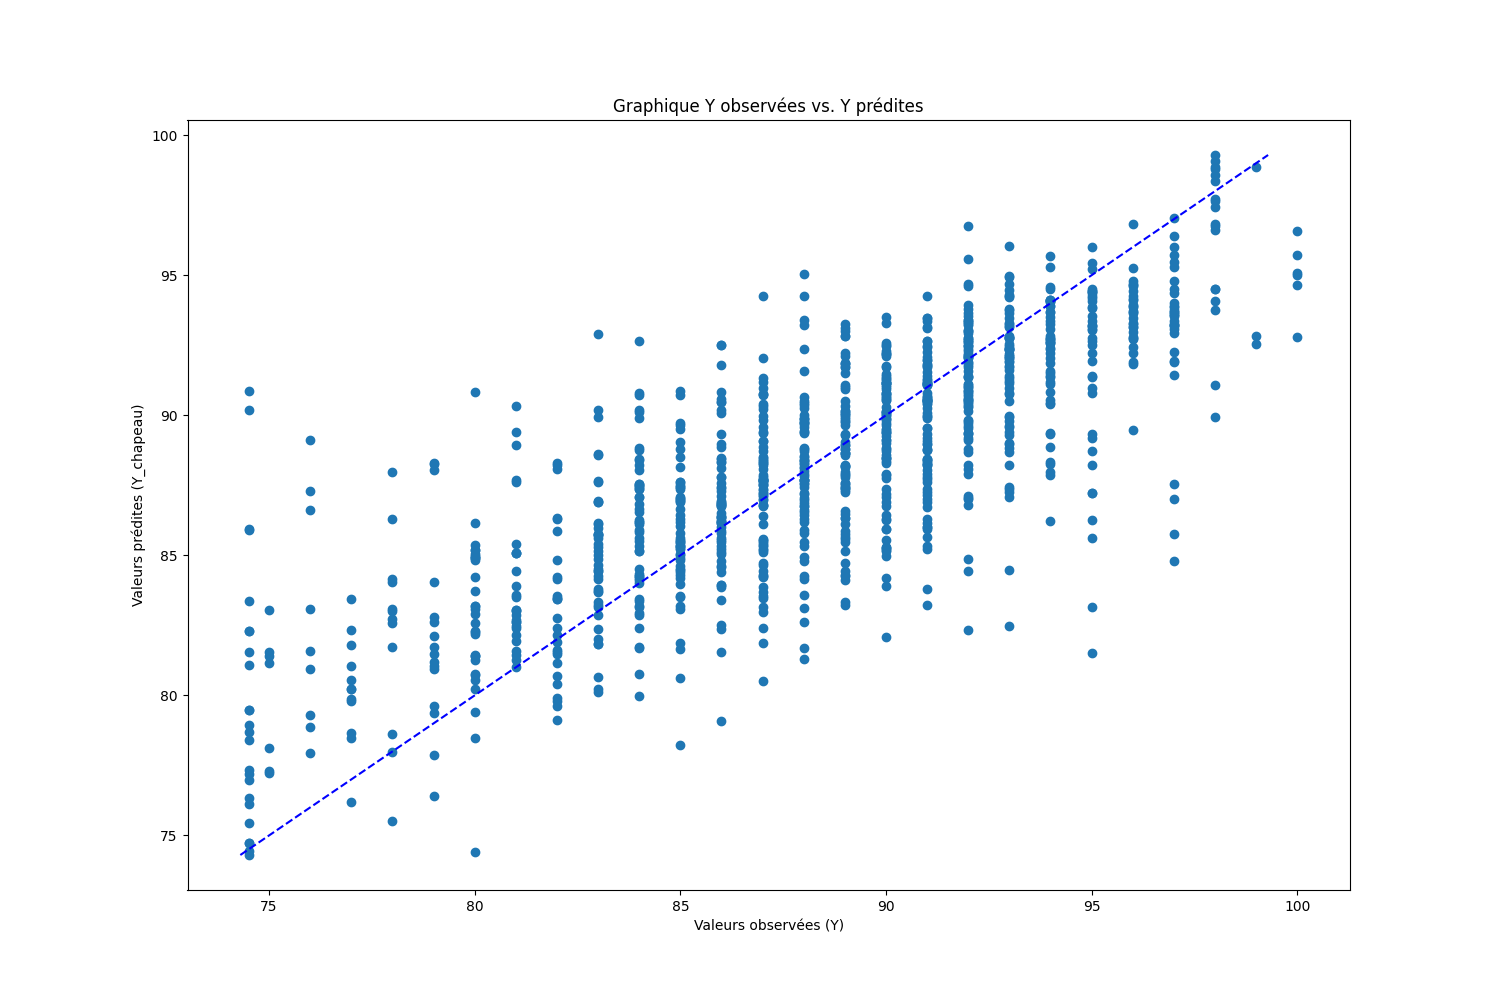 Graphique Y observées vs. Y prédites
100
95
90
85
80
75
Valeurs prédites (Y_chapeau)
75 80 85 90 95 100
Valeurs observées (Y)